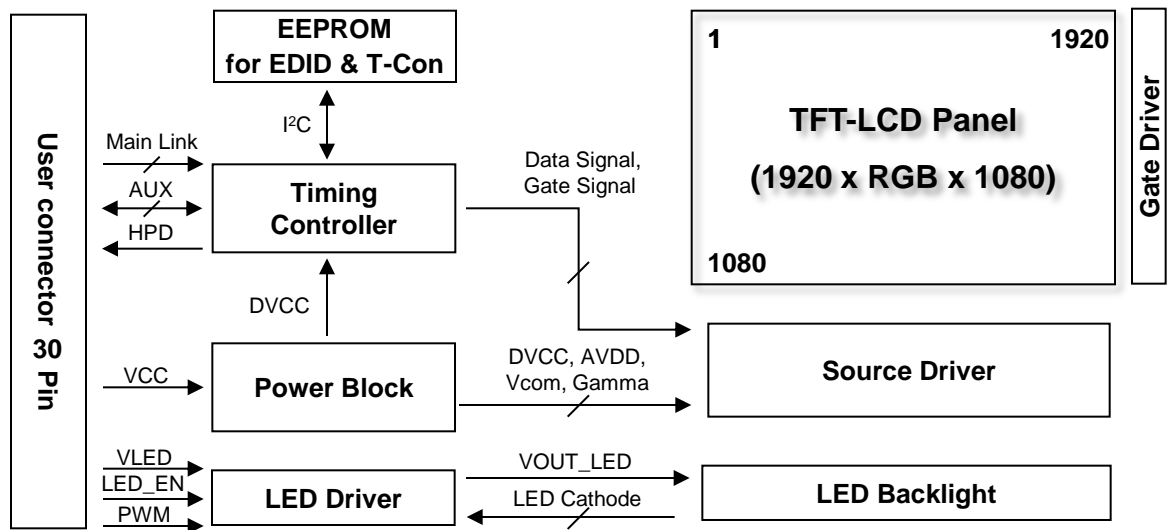 User connector 30 Pin
EEPROM
for EDID & T-Con
I²C
Main Link
AUX
HPD
Timing
Controller
Data Signal,
Gate Signal
1
1920
TFT-LCD Panel
(1920 x RGB x 1080)
1080
Gate Driver
DVCC
VCC
Power Block
DVCC, AVDD,
Vcom, Gamma
Source Driver
VLED
LED_EN
PWM
LED Driver
VOUT_LED
LED Cathode
LED Backlight